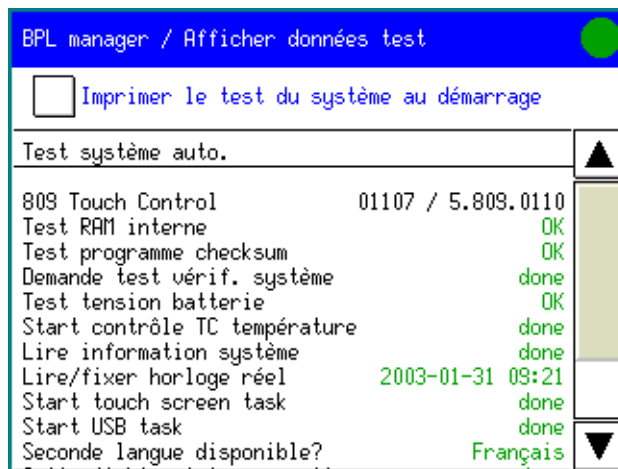 BPL manager / Afficher données test
Imprimer le test du système au démarrage
Test système auto.
809 Touch Control 01107 / 5.809.0110
Test RAM interne OK
Test programme checksum OK
Demande test vérif. système done
Test tension batterie OK
Start contrôle TC température done
Lire information système done
Lire/fixer horloge réel 2003-01-31 09:21
Start touch screen task done
Start USB task done
Seconde langue disponible? Français